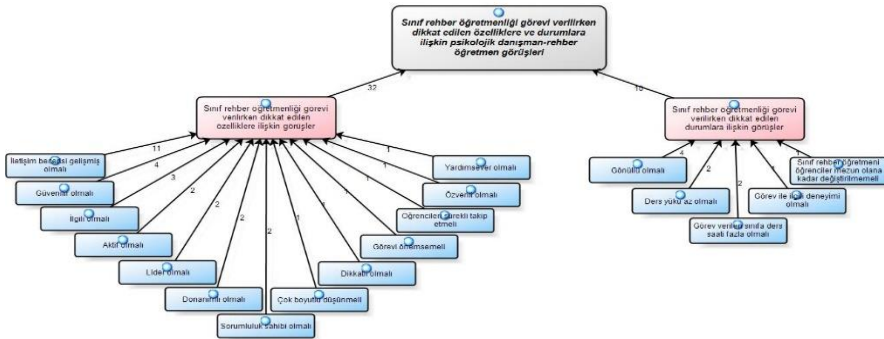 Sınıf rehber öğretmenliği görevi verilirken
dikkat edilen özelliklere ve durumlara
ilişkin psikolojik danışman-rehber
öğretmen görüşleri
32
10
Sınıf rehber öğretmenliği görevi
verilirken dikkat edilen
özelliklere ilişkin görüşler
Sınıf rehber öğretmenliği görevi
verilirken dikkat edilen
durumlara ilişkin görüşler
11
4
3
2
2
2
2
1
1
1
1
1
1
İletişim becerisi gelişmiş
olmalı
Güvenilir olmalı
İlgili olmalı
Aktif olmalı
Lider olmalı
Donanımlı olmalı
Sorumluluk sahibi olmalı
Çok boyutlu düşünmeli
Dikkatli olmalı
Görevi önemsemeli
Öğrencileri sürekli takip
etmeli
Özverili olmalı
Yardımsever olmalı
4
2
2
1
1
Gönüllü olmalı
Ders yükü az olmalı
Görev verilen sınıfa ders
saati fazla olmalı
Görev ile ilgili deneyimi
olmalı
Sınıf rehber öğretmeni
öğrenciler mezun olana
kadar değiştirilmemeli